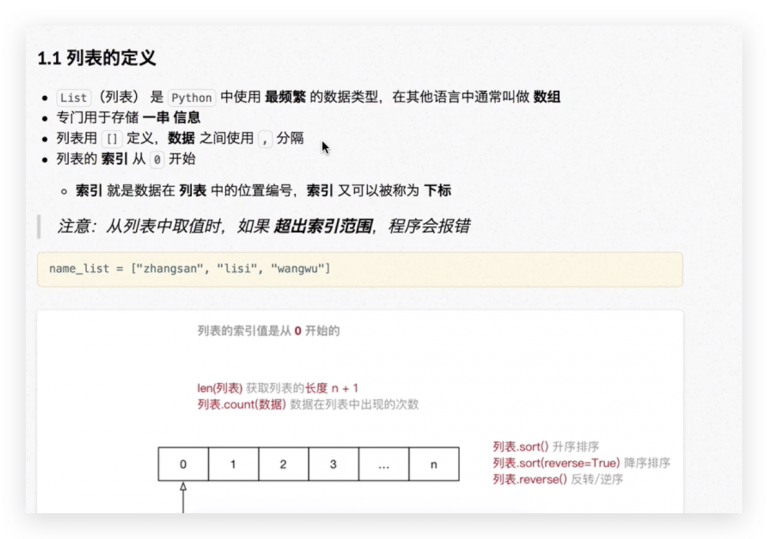 1.1 列表的定义
List （列表） 是 Python 中使用 最频繁 的数据类型，在其他语言中通常叫做 数组
专门用于存储 一串 信息
列表用 [] 定义，数据 之间使用 , 分隔
列表的 索引 从 0 开始
索引 就是数据在 列表 中的位置编号，索引 又可以被称为 下标
注意：从列表中取值时，如果 超出索引范围，程序会报错
name_list = ["zhangsan", "lisi", "wangwu"]
列表的索引值是从 0 开始的
len(列表) 获取列表的长度 n + 1
列表.count(数据) 数据在列表中出现的次数
列表.sort() 升序排序
列表.sort(reverse=True) 降序排序
列表.reverse() 反转/逆序
0 1 2 3 ... n